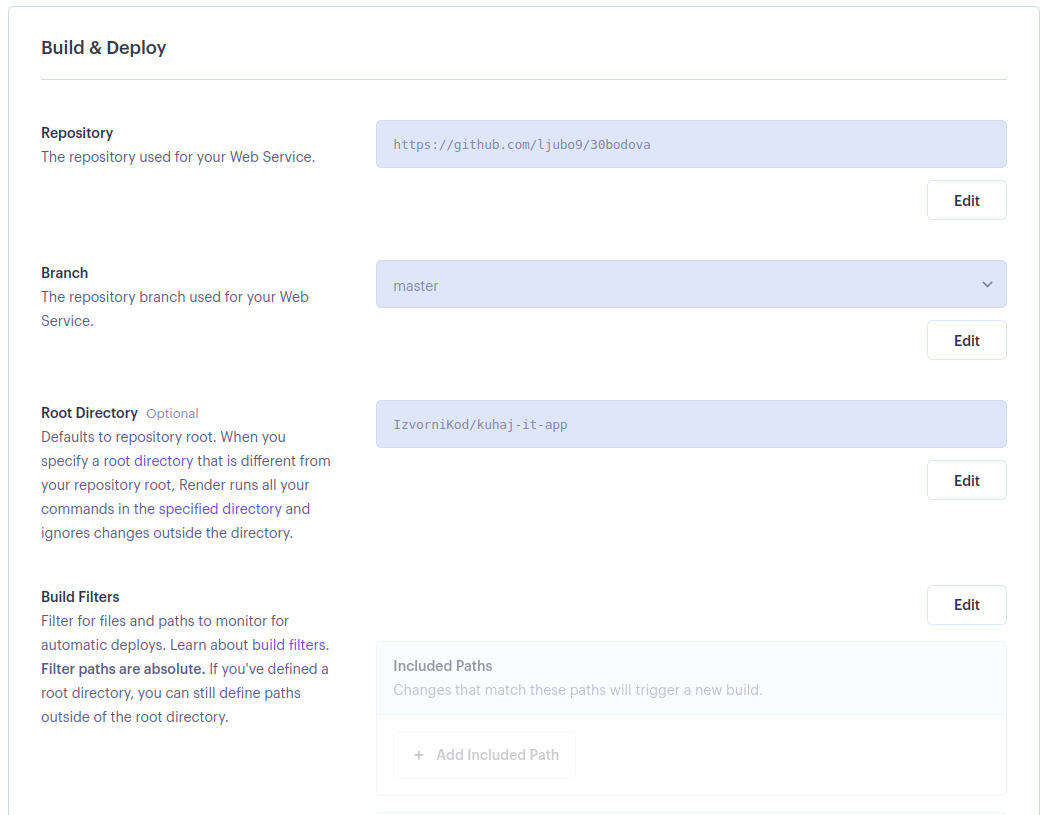 Build & Deploy
Repository
The repository used for your Web Service.
https://github.com/ljubo9/30bodova
Edit
Branch
The repository branch used for your Web
Service.
master
Edit
Root Directory Optional
Defaults to repository root. When you
specify a root directory that is different from
your repository root, Render runs all your
commands in the specified directory and
ignores changes outside the directory.
IzvorniKod/kuhaj-it-app
Edit
Build Filters
Filter for files and paths to monitor for
automatic deploys. Learn about build filters.
Filter paths are absolute. If you've defined a
root directory, you can still define paths
outside of the root directory.
Edit
Included Paths
Changes that match these paths will trigger a new build.
+ Add Included Path